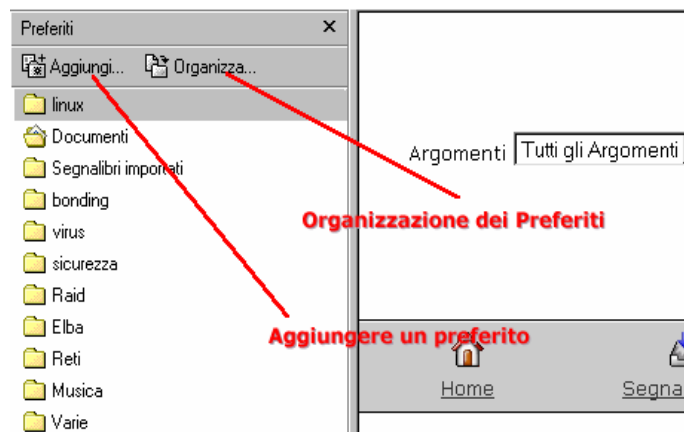 Preferiti
Aggiungi... Organizza...
linux
Documenti
Segnalibri importati
bonding
virus
sicurezza
Raid
Elba
Reti
Musica
Varie
Argomenti Tutti gli Argomenti
Organizzazione dei Preferiti
Aggiungere un preferito
Home
Segna